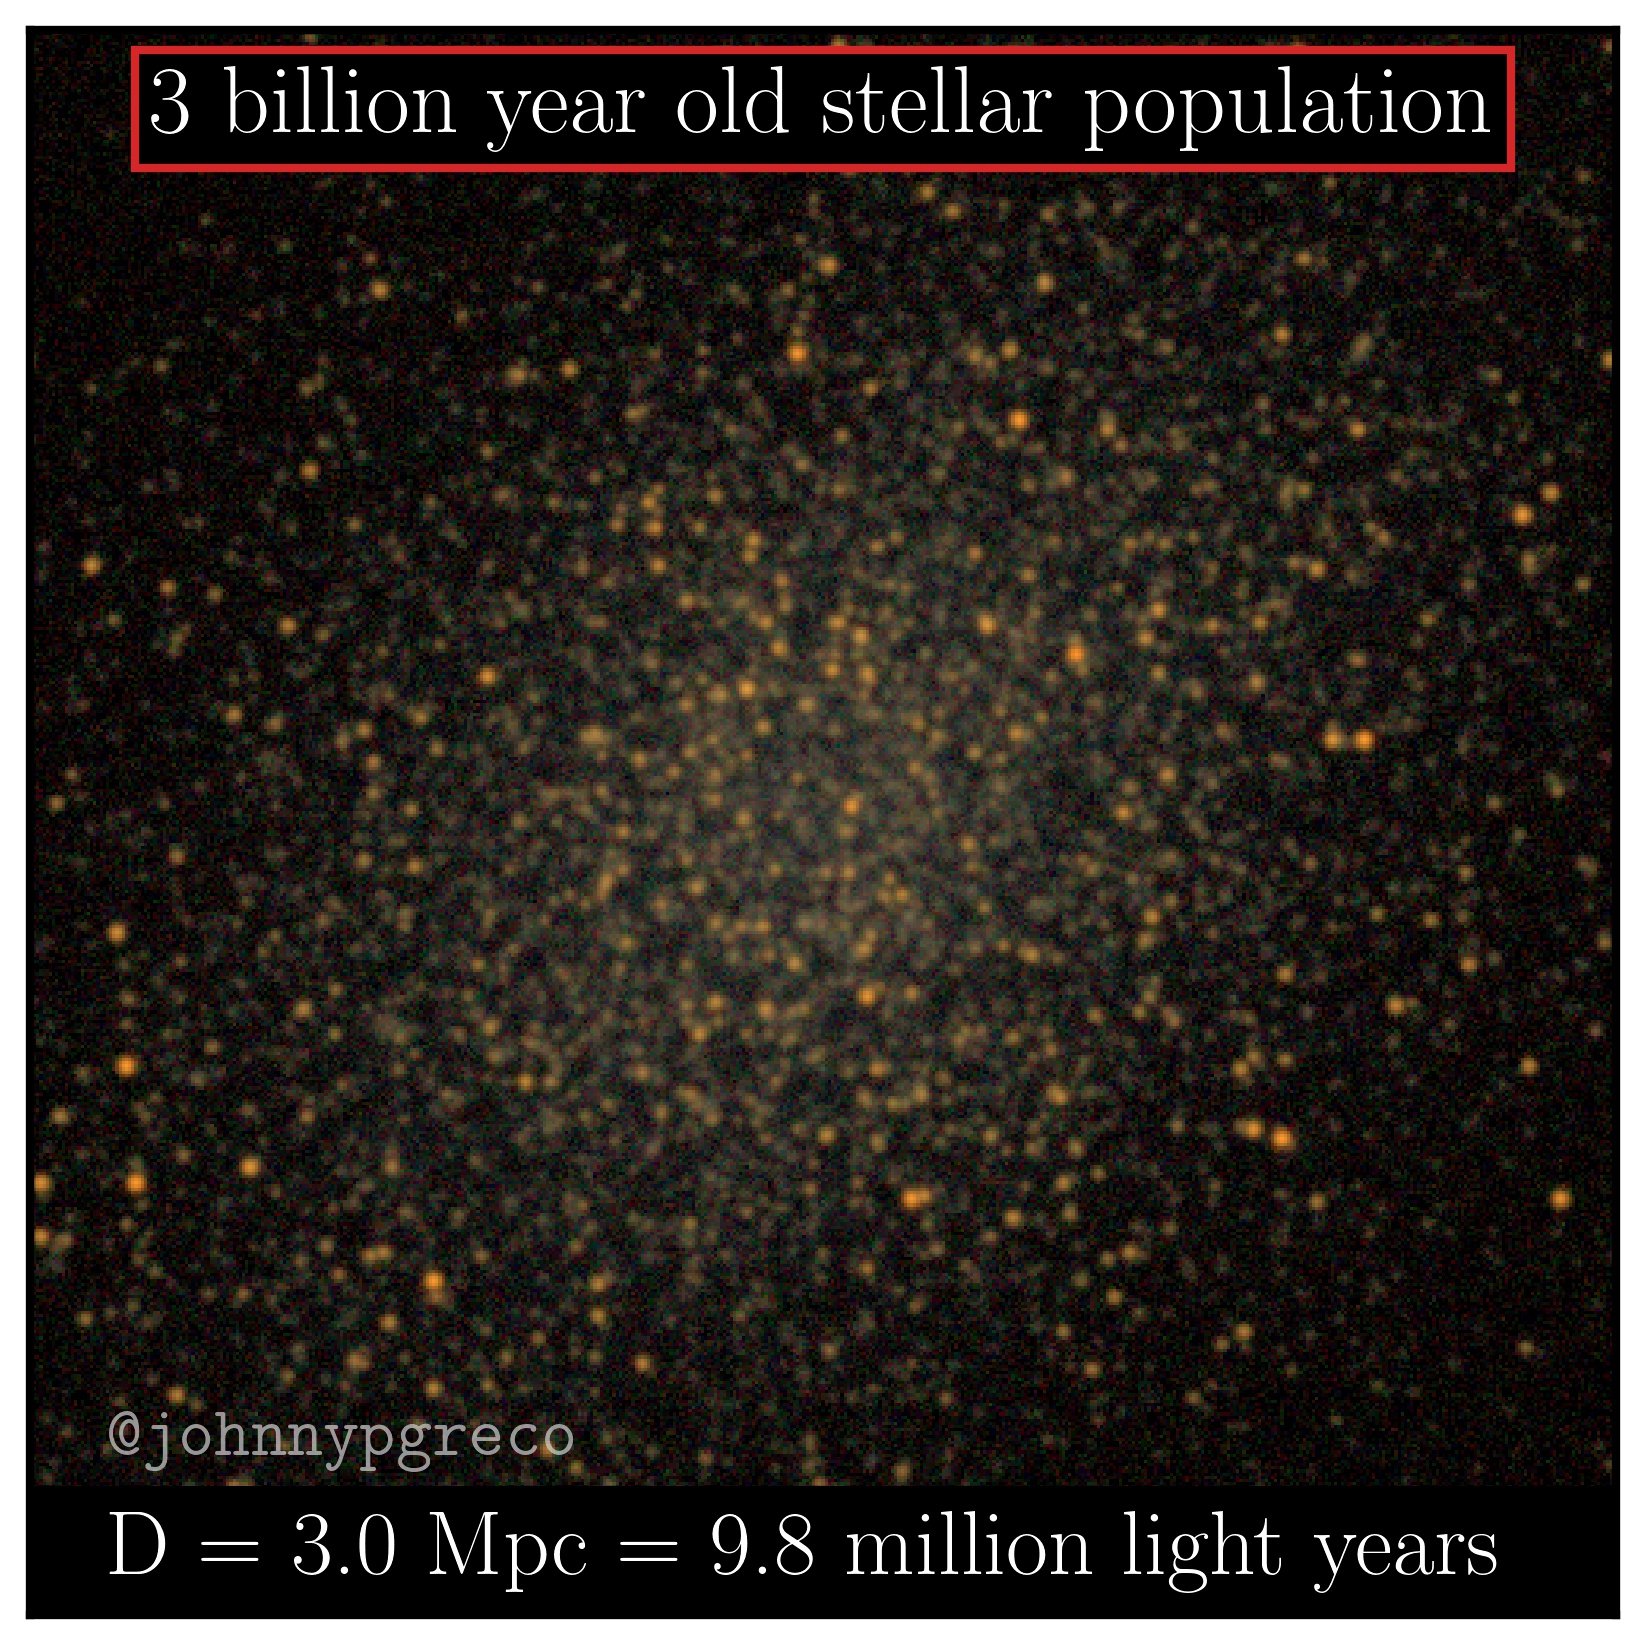 3 billion year old stellar population
@johnnypgreco
D = 3.0 Mpc = 9.8 million light years